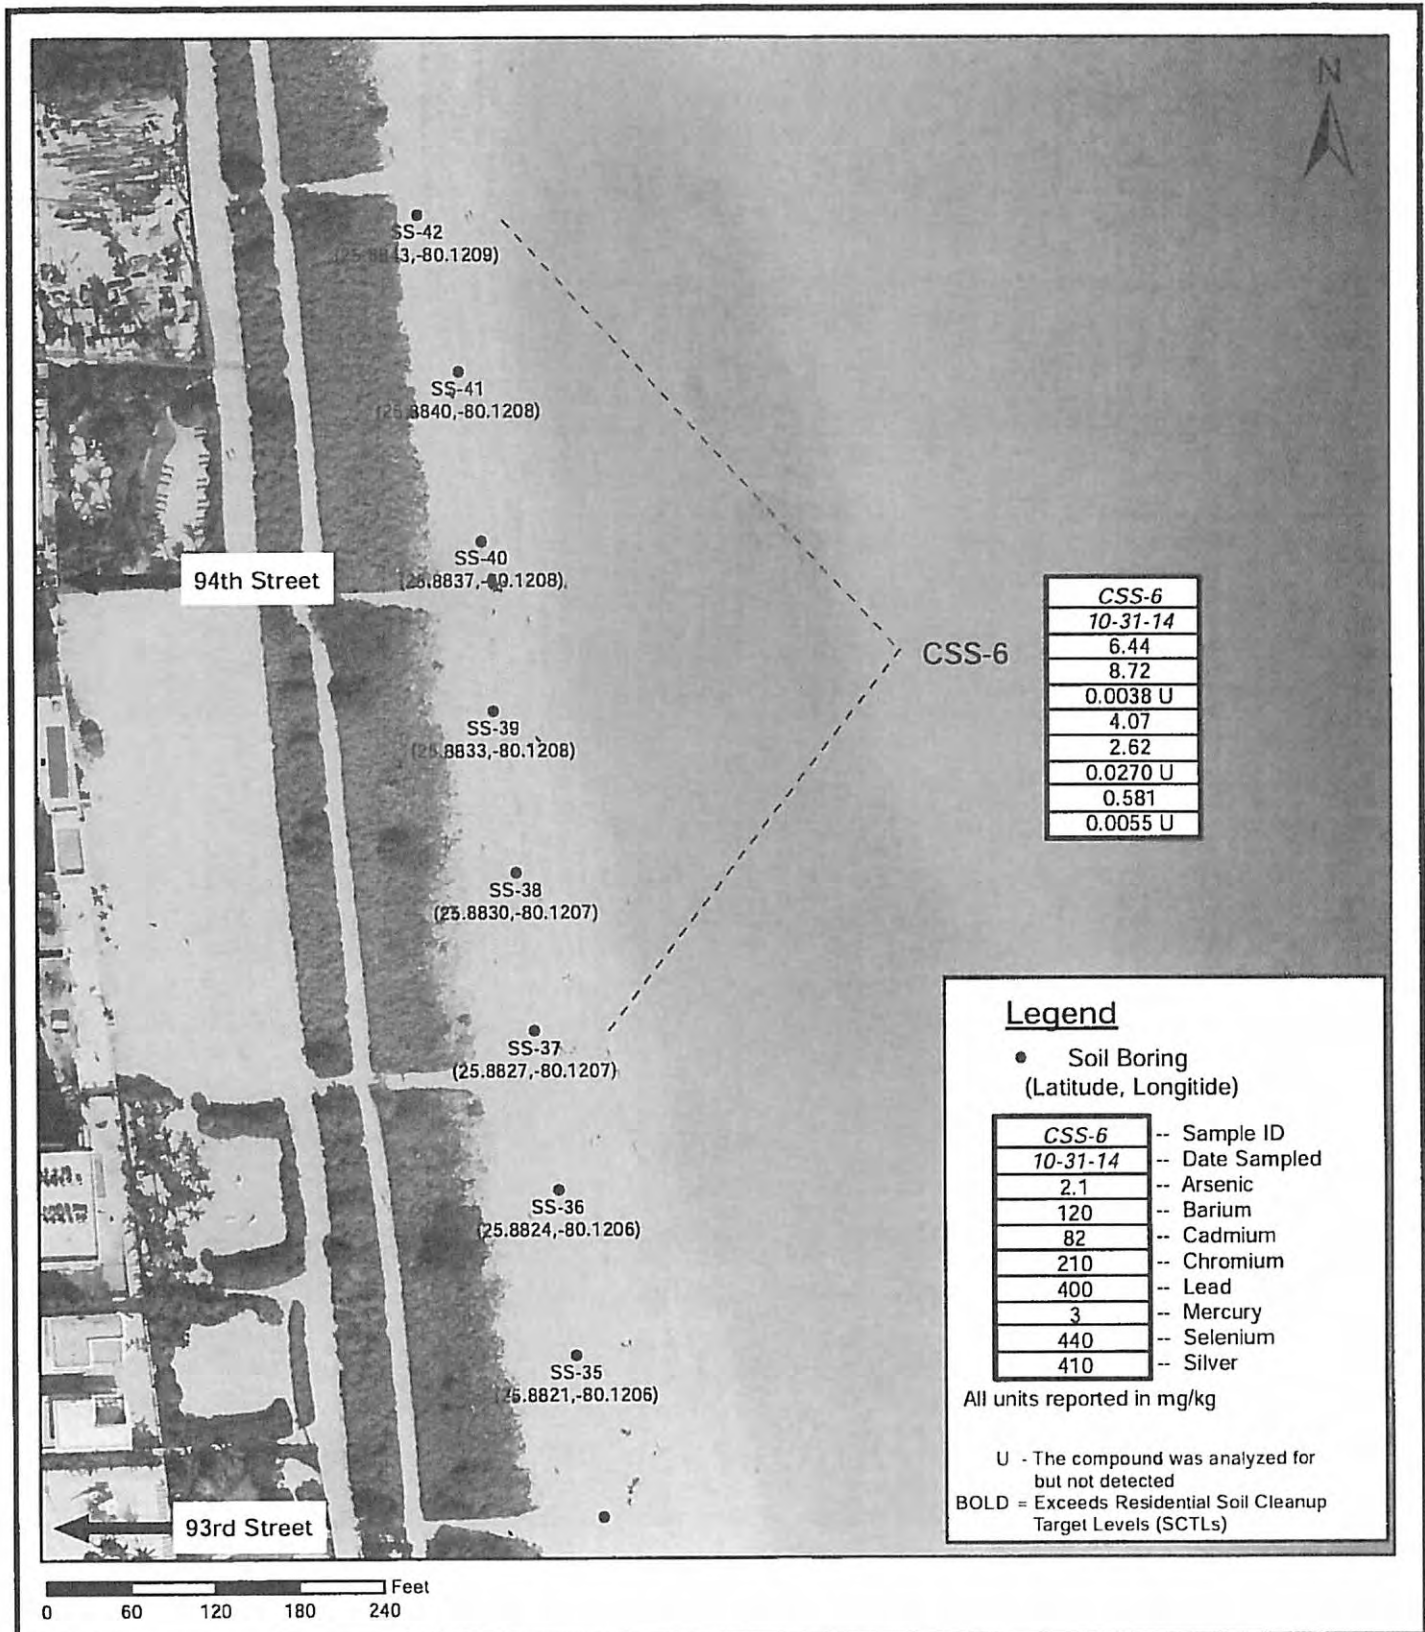 N
SS-42
(25.8843,-80.1209)
SS-41
(25.8840,-80.1208)
SS-40
(25.8837,-80.1208)
94th Street
CSS-6
CSS-6
10-31-14
6.44
8.72
0.0038 U
4.07
2.62
0.0270 U
0.581
0.0055 U
SS-39
(25.8833,-80.1208)
SS-38
(25.8830,-80.1207)
SS-37
(25.8827,-80.1207)
SS-36
(25.8824,-80.1206)
SS-35
(25.8821,-80.1206)
93rd Street
Legend
Soil Boring
(Latitude, Longitide)
CSS-6 -- Sample ID
10-31-14 -- Date Sampled
2.1 -- Arsenic
120 -- Barium
82 -- Cadmium
210 -- Chromium
400 -- Lead
3 -- Mercury
440 -- Selenium
410 -- Silver
All units reported in mg/kg
U - The compound was analyzed for
but not detected
BOLD = Exceeds Residential Soil Cleanup
Target Levels (SCTLs)
Feet
0 60 120 180 240